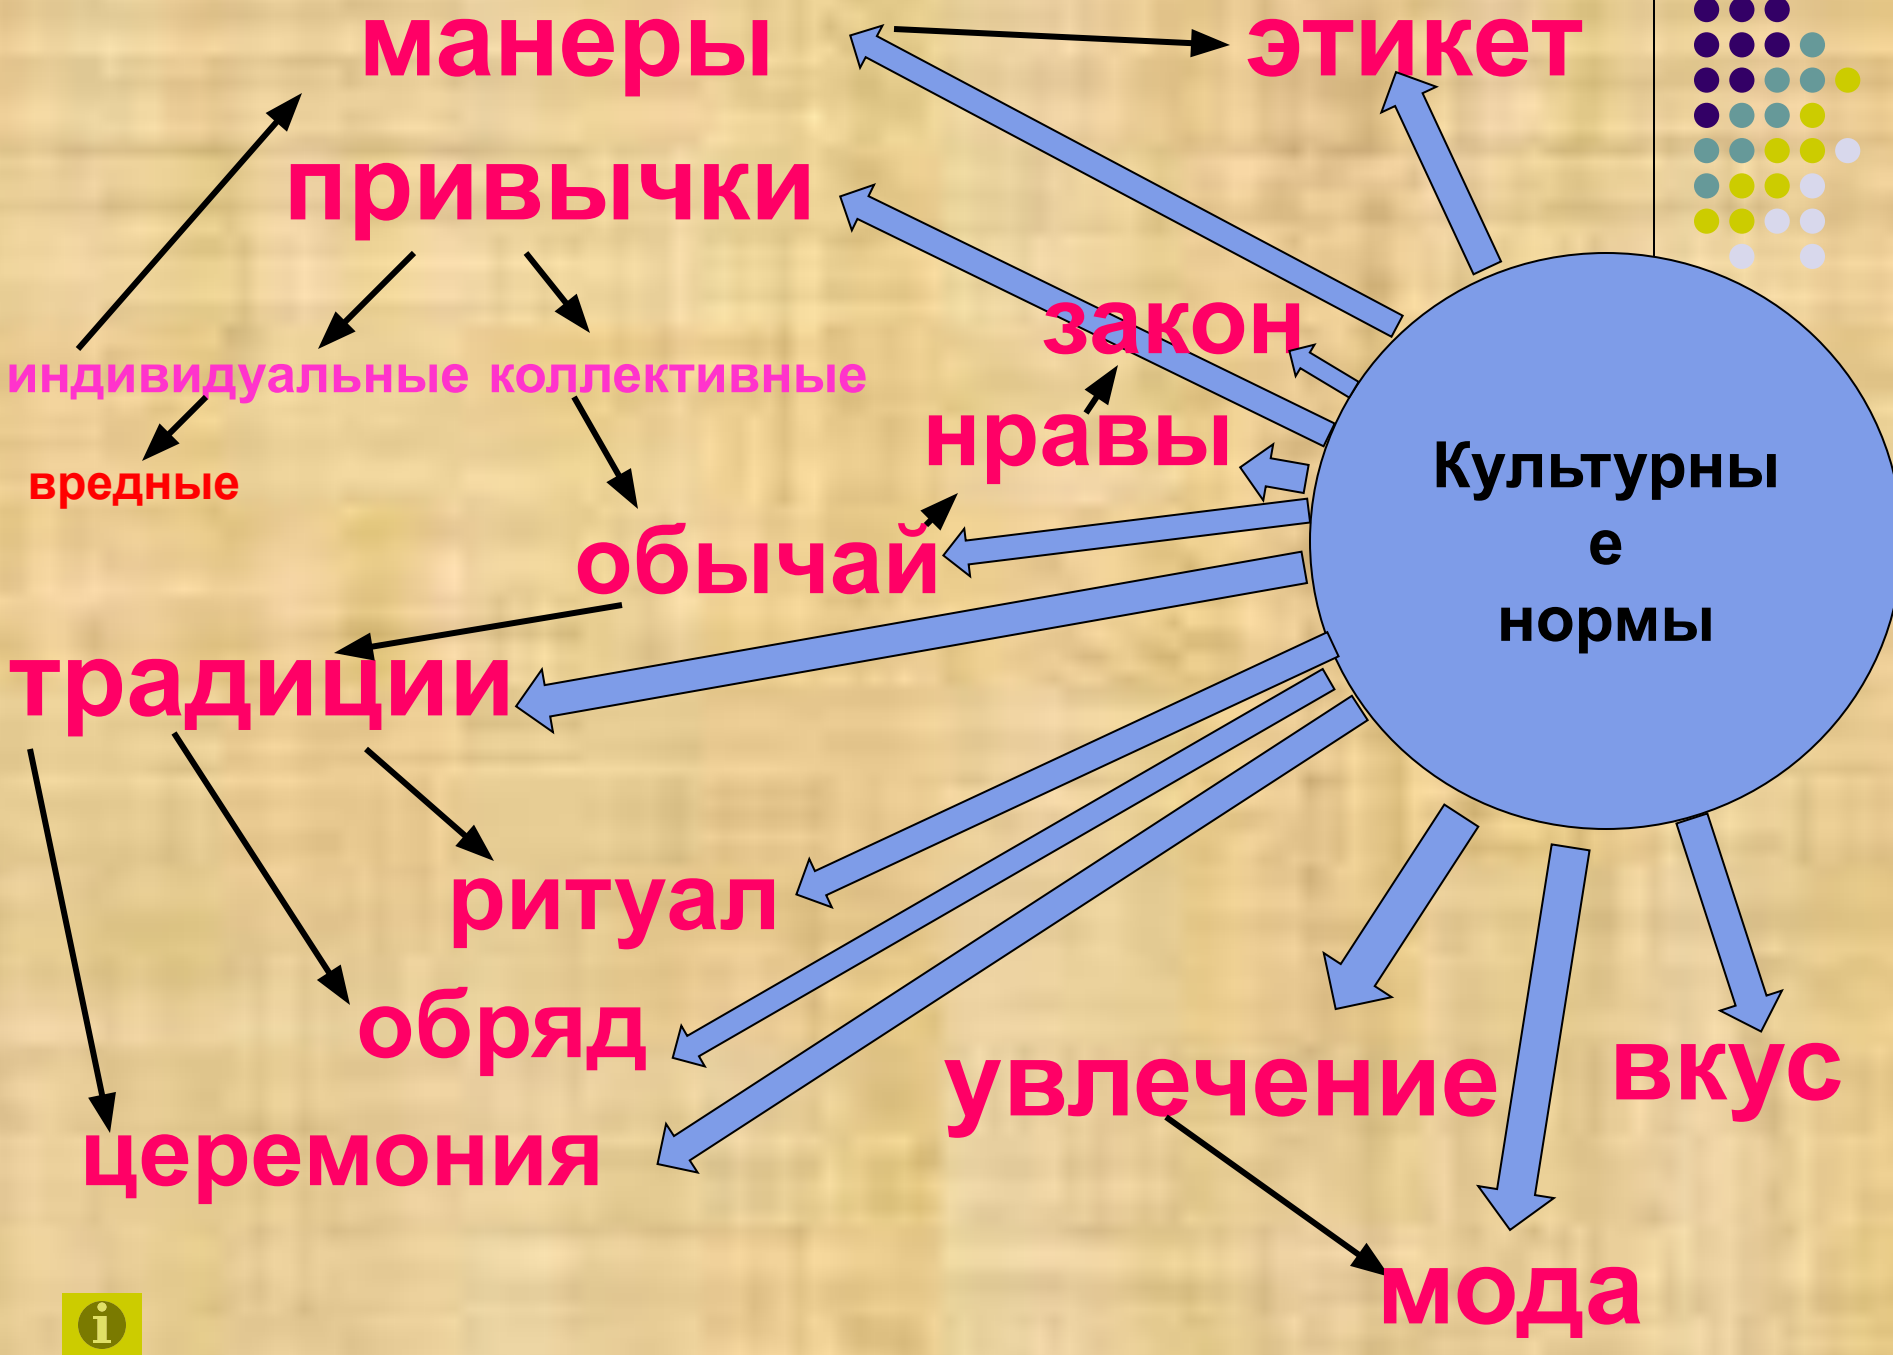 манеры
этикет
привычки
закон
индивидуальные
коллективные
нравы
вредные
Культурны
е
нормы
обычай
традиции
ритуал
обряд
увлечение
вкус
церемония
мода